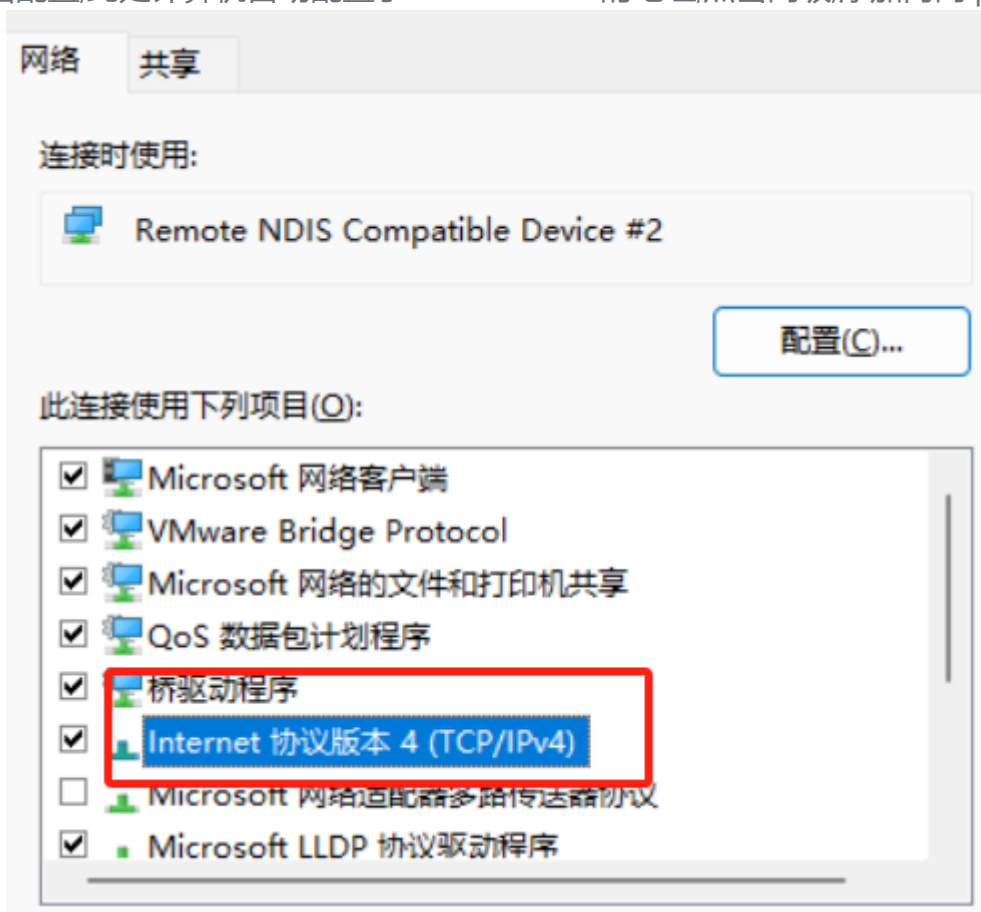 网络
共享
连接时使用:
Remote NDIS Compatible Device #2
配置(C)...
此连接使用下列项目(O):
Microsoft 网络客户端
VMware Bridge Protocol
Microsoft 网络的文件和打印机共享
QoS 数据包计划程序
桥驱动程序
Internet 协议版本 4 (TCP/IPv4)
Microsoft 网络适配器多路传送器协议
Microsoft LLDP 协议驱动程序